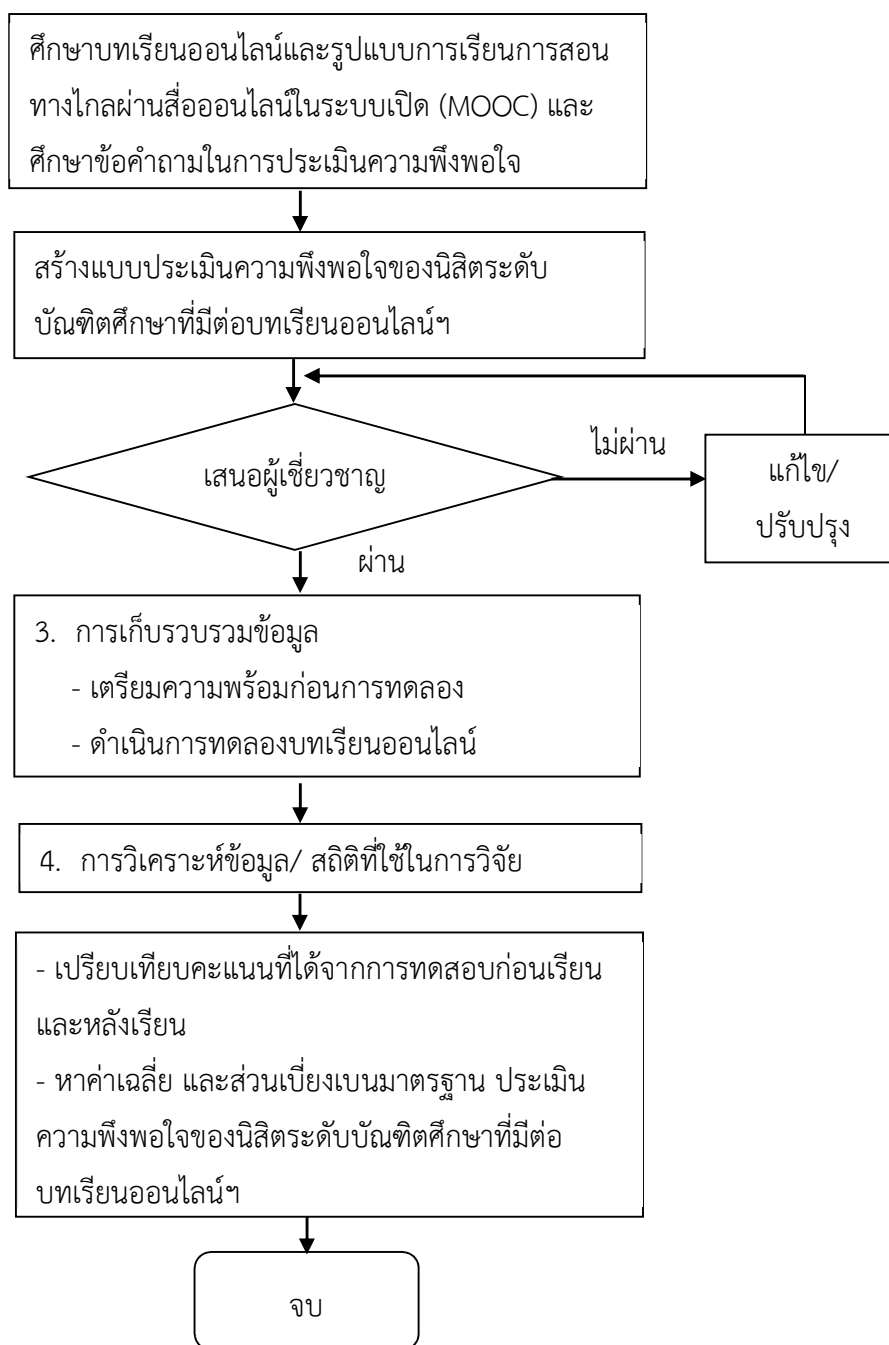 ศึกษาบทเรียนออนไลน์และรูปแบบการเรียนการสอน
ทางไกลผ่านสื่อออนไลน์ในระบบเปิด (MOOC) และ
ศึกษาข้อคำถามในการประเมินความพึงพอใจ
สร้างแบบประเมินความพึงพอใจของนิสิตระดับ
บัณฑิตศึกษาที่มีต่อบทเรียนออนไลน์ฯ
เสนอผู้เชี่ยวชาญ
ไม่ผ่าน
แก้ไข/
ปรับปรุง
ผ่าน
3. การเก็บรวบรวมข้อมูล
- เตรียมความพร้อมก่อนการทดลอง
- ดำเนินการทดลองบทเรียนออนไลน์
4. การวิเคราะห์ข้อมูล/ สถิติที่ใช้ในการวิจัย
- เปรียบเทียบคะแนนที่ได้จากการทดสอบก่อนเรียน
และหลังเรียน
- หาค่าเฉลี่ย และส่วนเบี่ยงเบนมาตรฐาน ประเมิน
ความพึงพอใจของนิสิตระดับบัณฑิตศึกษาที่มีต่อ
บทเรียนออนไลน์ฯ
จบ